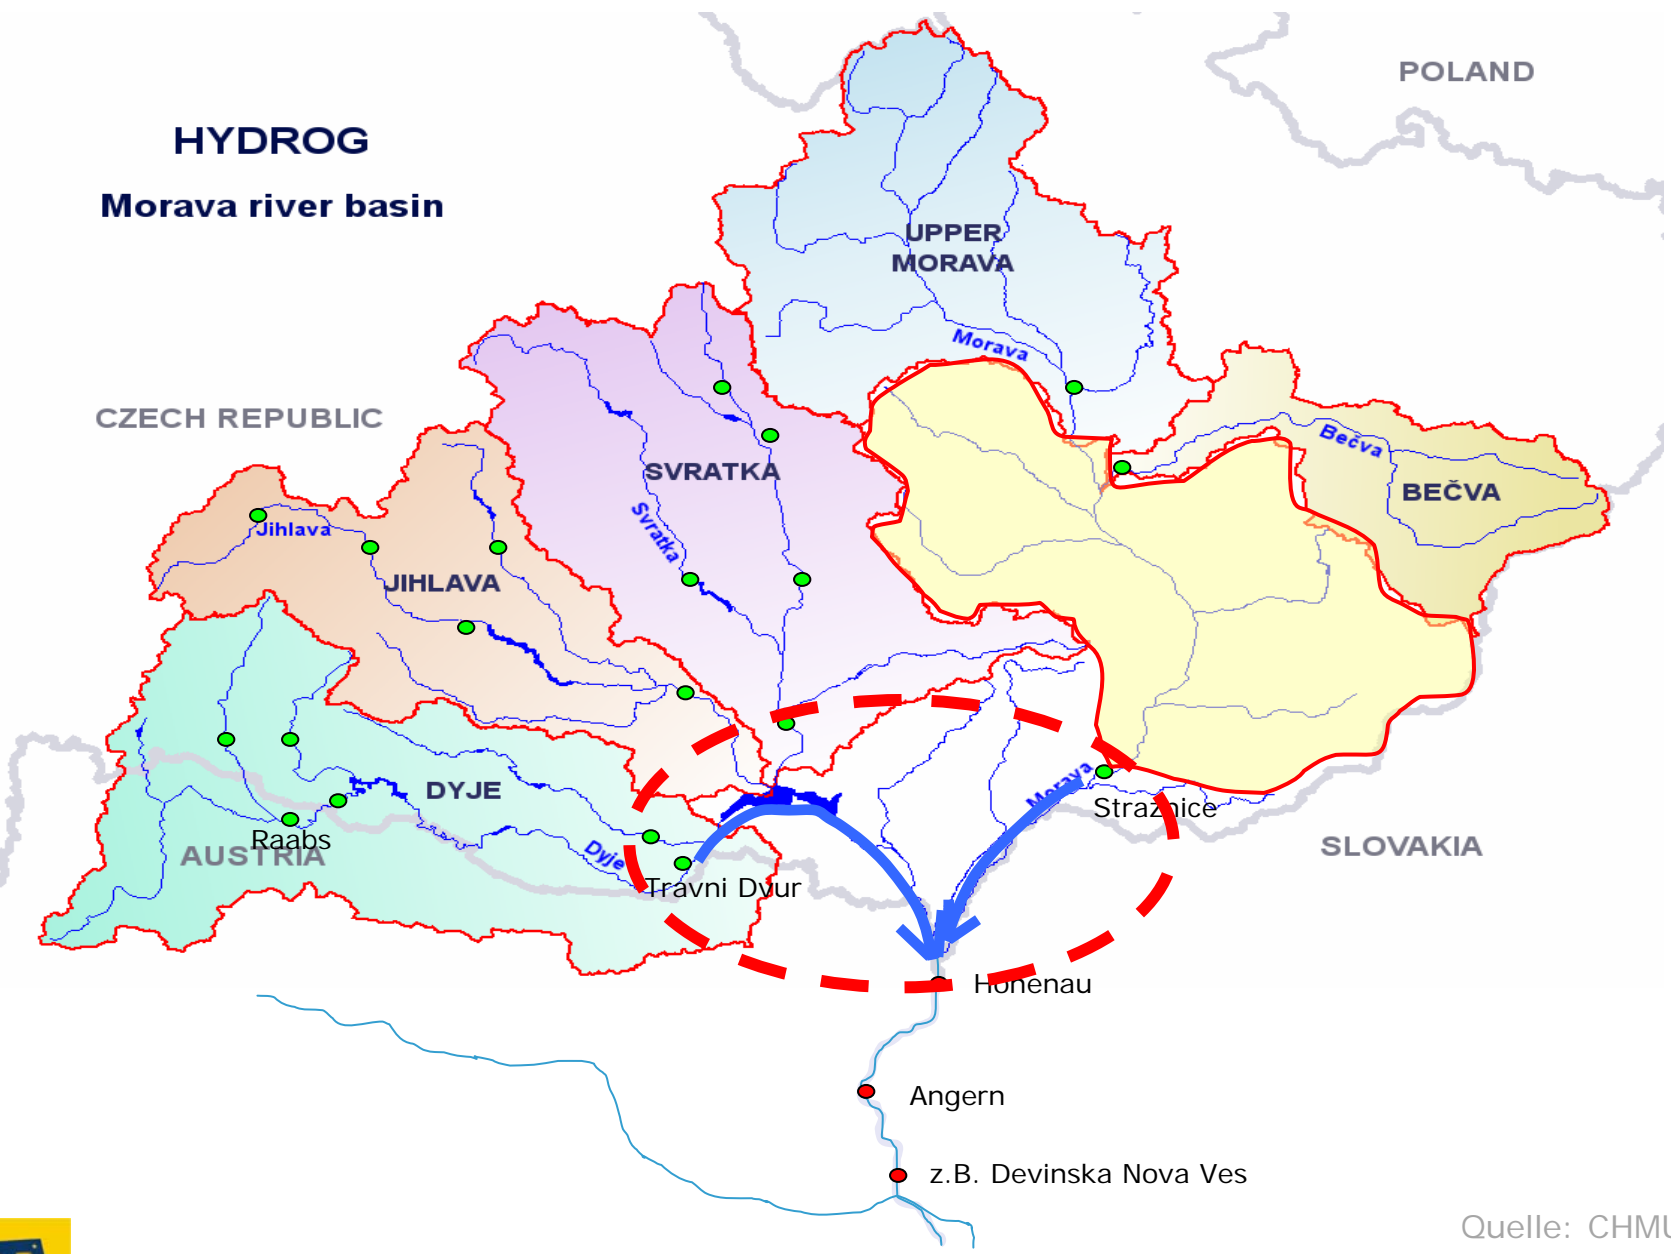 POLAND
HYDROG
Morava river basin
UPPER
MORAVA
Morava
CZECH REPUBLIC
Bečva
BEČVA
SVRATKA
Svratka
Jihlava
JIHLAVA
DYJE
Morava
Straznice
Raabs
AUSTRIA
Dyje
SLOVAKIA
Travni Dvur
Hohenau
Angern
z.B. Devinska Nova Ves
Quelle: CHMU